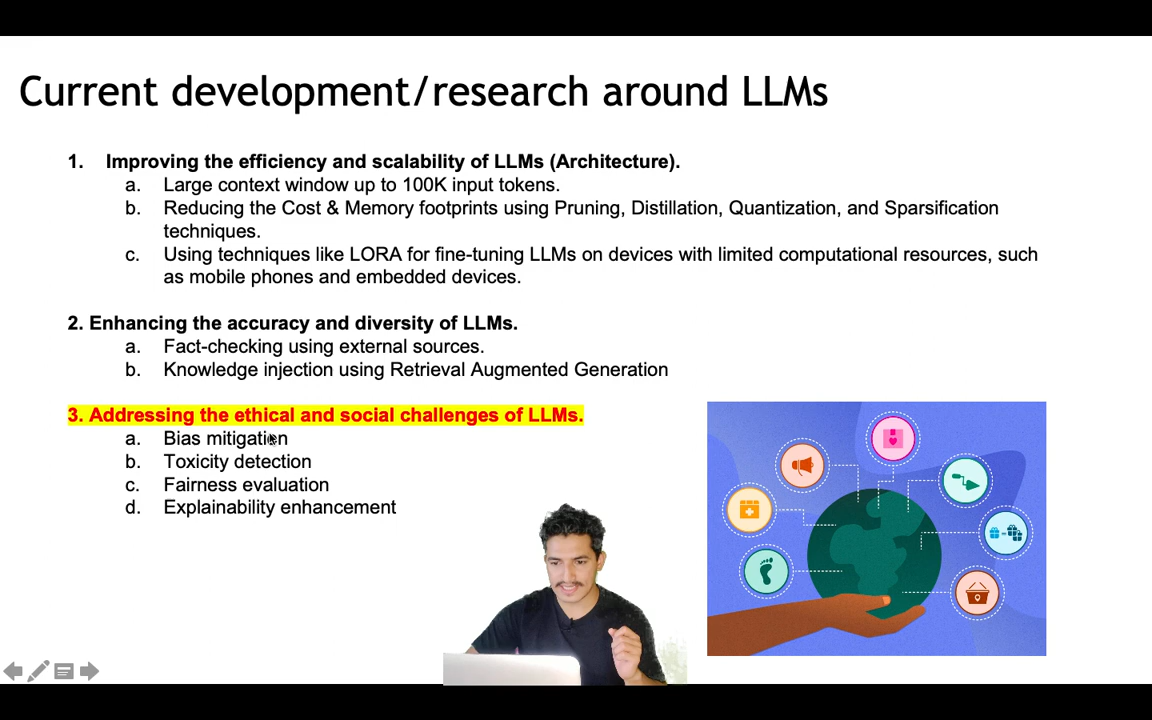 Current development/research around LLMs
1. Improving the efficiency and scalability of LLMs (Architecture).
a. Large context window up to 100K input tokens.
b. Reducing the Cost & Memory footprints using Pruning, Distillation, Quantization, and Sparsification
techniques.
c. Using techniques like LORA for fine-tuning LLMs on devices with limited computational resources, such
as mobile phones and embedded devices.
2. Enhancing the accuracy and diversity of LLMs.
a. Fact-checking using external sources.
b. Knowledge injection using Retrieval Augmented Generation
3. Addressing the ethical and social challenges of LLMs.
a. Bias mitigation
b. Toxicity detection
c. Fairness evaluation
d. Explainability enhancement